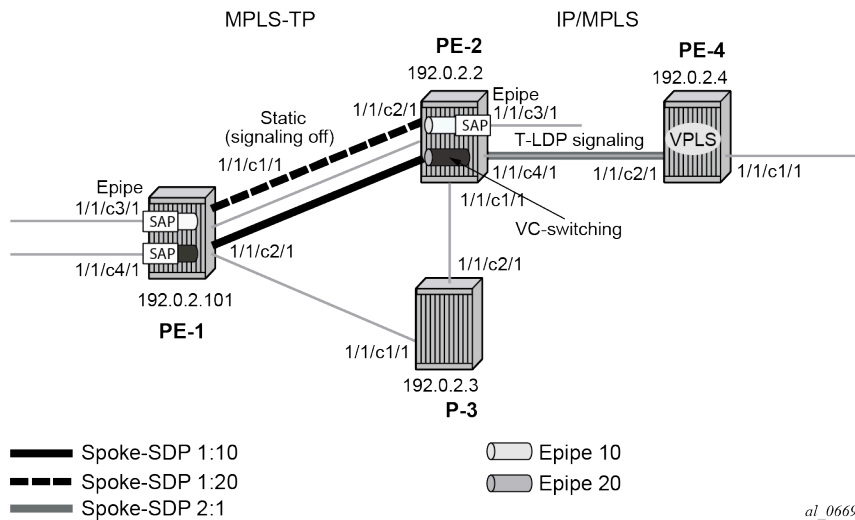 MPLS-TP
IP/MPLS
PE-2
192.0.2.2
PE-4
192.0.2.4
Static
(signaling off)
1/1/c2/1
Epipe
1/1/c3/1
SAP
T-LDP signaling
VPLS
1/1/c1/1
1/1/c4/1
1/1/c2/1
1/1/c1/1
1/1/c1/1
VC-switching
Epipe
1/1/c3/1
SAP
SAP
1/1/c4/1
1/1/c2/1
192.0.2.101
PE-1
1/1/c2/1
1/1/c1/1
192.0.2.3
P-3
Spoke-SDP 1:10
Spoke-SDP 1:20
Spoke-SDP 2:1
Epipe 10
Epipe 20
al_0669